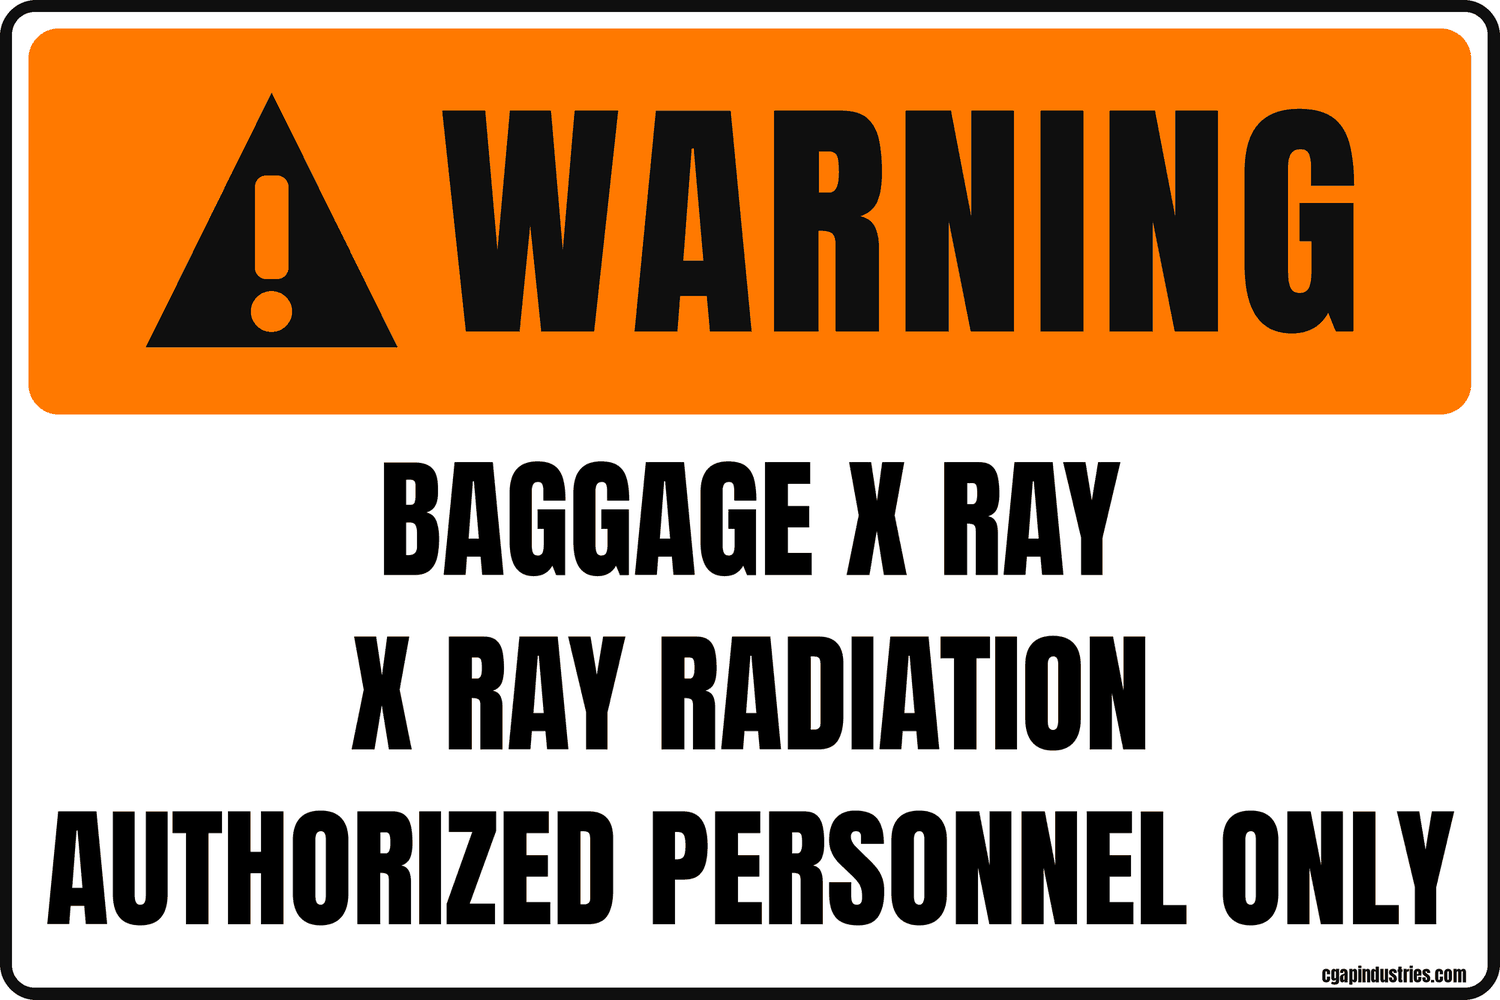 WARNING
BAGGAGE X RAY
X RAY RADIATION
AUTHORIZED PERSONNEL ONLY
cgapindustries.com